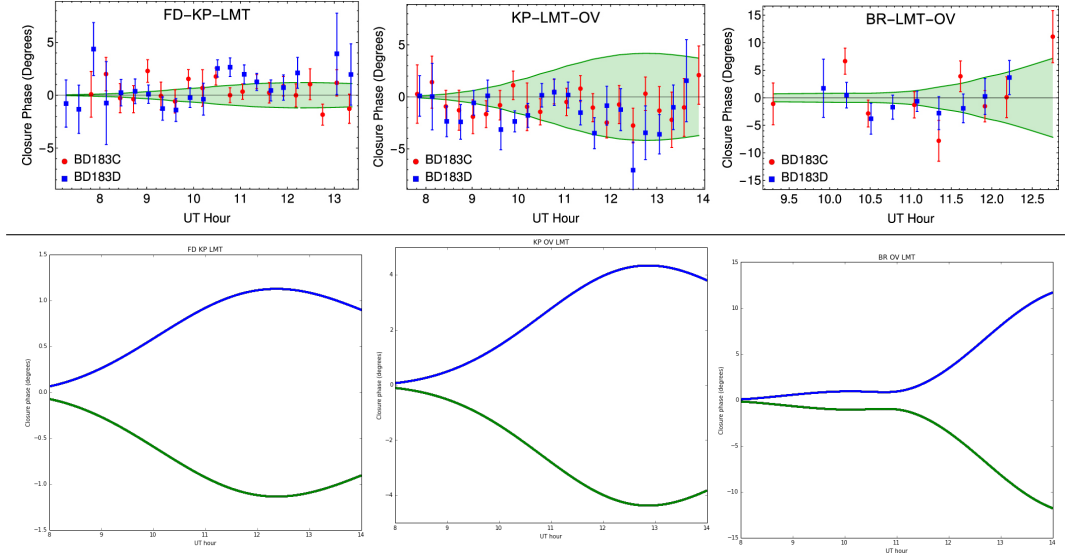 FD-KP-LMT
Closure Phase (Degrees)
5
0
-5
BD183C
BD183D
8 9 10 11 12 13
UT Hour
KP-LMT-OV
Closure Phase (Degrees)
5
0
-5
BD183C
BD183D
8 9 10 11 12 13 14
UT Hour
BR-LMT-OV
Closure Phase (Degrees)
15
10
5
0
-5
-10
-15
BD183C
BD183D
9.5 10.0 10.5 11.0 11.5 12.0 12.5
UT Hour
FD KP LMT
Closure phase (degrees)
1.5
1.0
0.5
0.0
−0.5
−1.0
−1.5
8 9 10 11 12 13 14
UT hour
KP OV LMT
Closure phase (degrees)
4
2
0
−2
−4
8 9 10 11 12 13 14
UT hour
BR OV LMT
Closure phase (degrees)
15
10
5
0
−5
−10
−15
8 9 10 11 12 13 14
UT hour